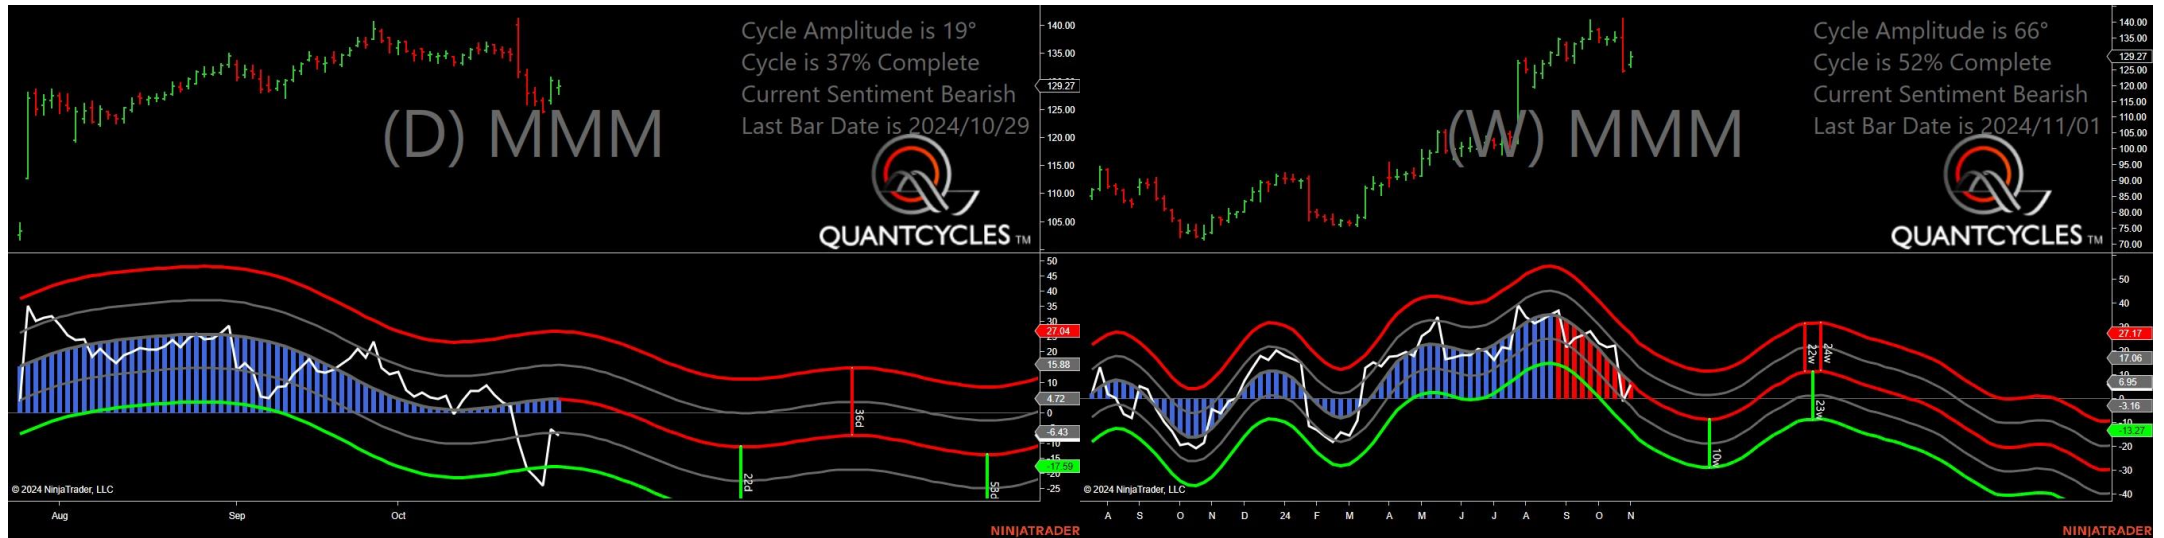 Cycle Amplitude is 19°
Cycle is 37% Complete
Current Sentiment Bearish
Last Bar Date is 2024/10/29
(D) MMM
QUANTCYCLES TM
140.00
135.00
129.27
125.00
120.00
115.00
110.00
105.00
50
45
40
35
30
27.04
20
15.88
10
4.72
0
-6.43
-10
-15
-17.59
-20
-25
36d
22d
58d
© 2024 NinjaTrader, LLC
Aug
Sep
Oct
NINJATRADER
Cycle Amplitude is 66°
Cycle is 52% Complete
Current Sentiment Bearish
Last Bar Date is 2024/11/01
(W) MMM
QUANTCYCLES TM
140.00
135.00
129.27
125.00
120.00
115.00
110.00
105.00
100.00
95.00
90.00
85.00
80.00
75.00
70.00
50
40
27.17
20
17.06
6.95
0
-3.16
-10
-13.27
-20
-30
-40
22w
24w
23w
10w
© 2024 NinjaTrader, LLC
A S O N D 24 F M A M J J A S O N
NINJATRADER